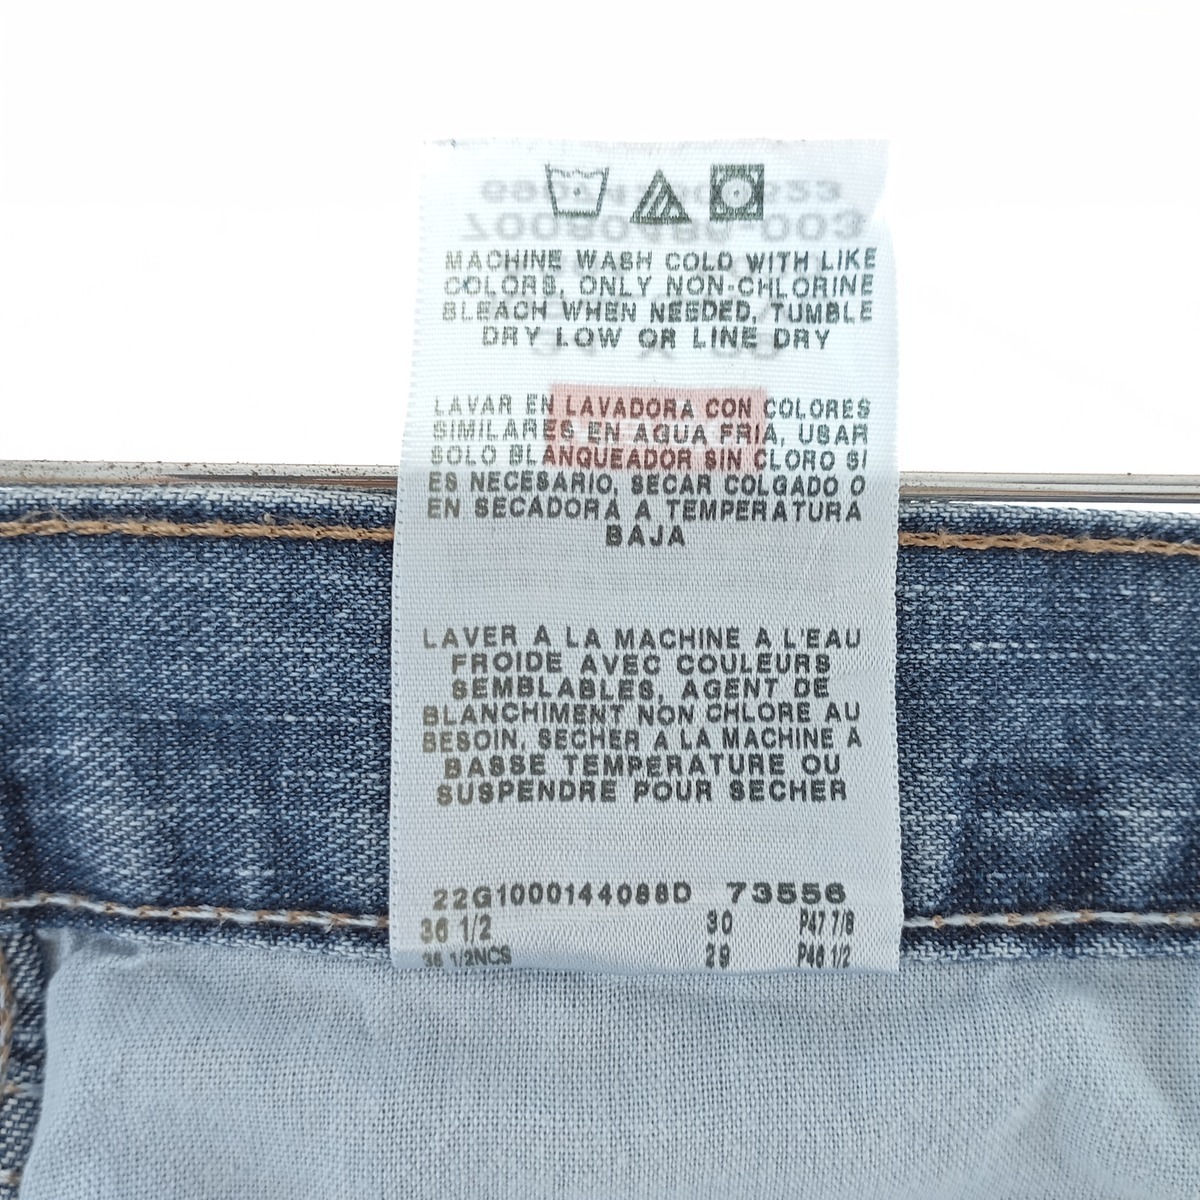 MACHINE WASH COLD WITH LIKE
COLORS, ONLY NON-CHLORINE
BLEACH WHEN NEEDED, TUMBLE
DRY LOW OR LINE DRY
LAVAR EN LAVADORA CON COLORES
SIMILARES EN AGUA FRIA, USAR
SOLO BLANQUEADOR SIN CLORO SI
ES NECESARIO, SECAR COLGADO O
EN SECADORA A TEMPERATURA
BAJA
LAVER A LA MACHINE A L'EAU
FROIDE AVEC COULEURS
SEMBLABLES, AGENT DE
BLANCHIMENT NON CHLORE AU
BESOIN, SECHER A LA MACHINE A
BASSE TEMPERATURE OU
SUSPENDRE POUR SECHER
22G1000144088D 73556
36 1/2 30 P47 7/8
36 1/2NCS 29 P46 1/2